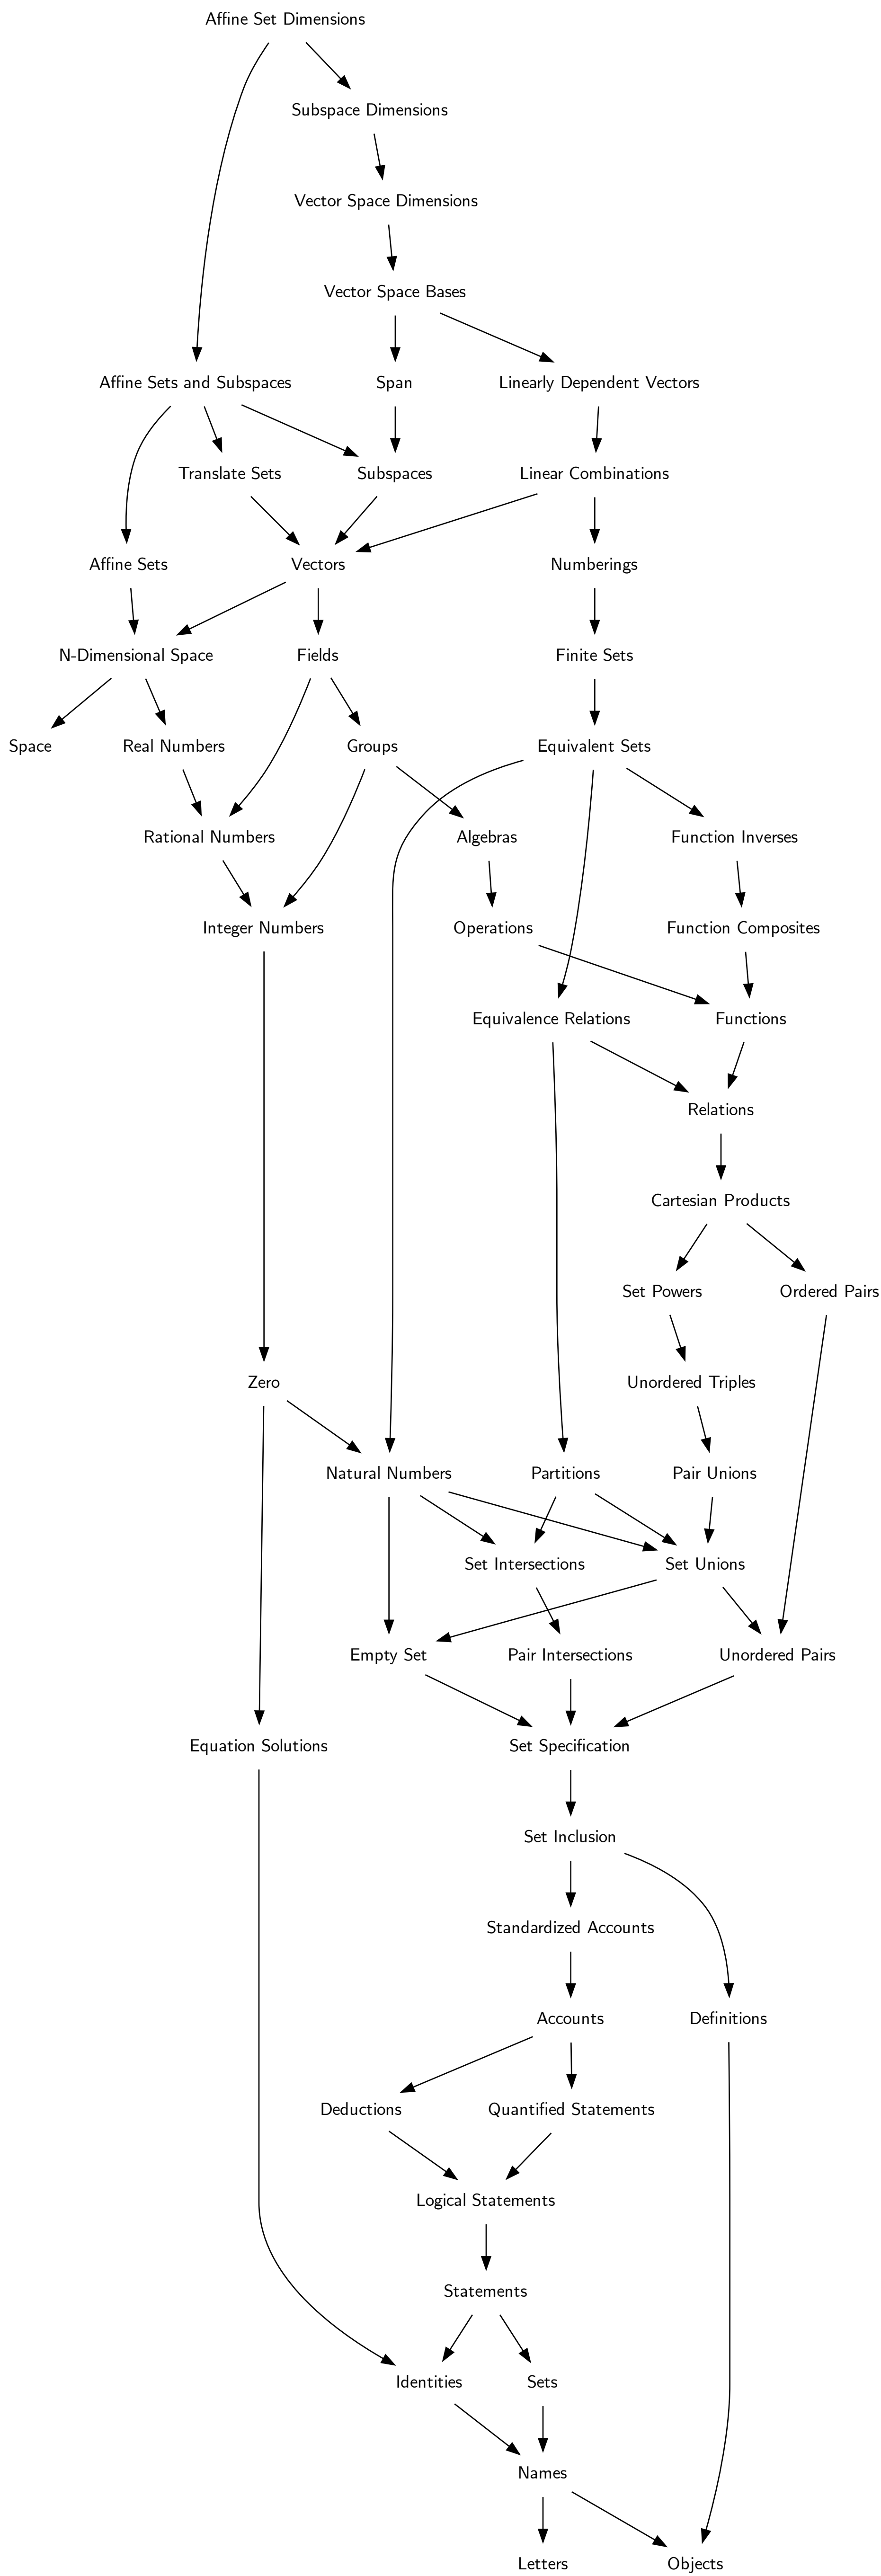 Affine Set Dimensions
Subspace Dimensions
Vector Space Dimensions
Vector Space Bases
Affine Sets and Subspaces
Span
Linearly Dependent Vectors
Translate Sets
Subspaces
Linear Combinations
Affine Sets
Vectors
Numberings
N-Dimensional Space
Fields
Finite Sets
Space
Real Numbers
Groups
Equivalent Sets
Rational Numbers
Algebras
Function Inverses
Integer Numbers
Operations
Function Composites
Equivalence Relations
Functions
Relations
Cartesian Products
Set Powers
Ordered Pairs
Zero
Unordered Triples
Natural Numbers
Partitions
Pair Unions
Set Intersections
Set Unions
Empty Set
Pair Intersections
Unordered Pairs
Equation Solutions
Set Specification
Set Inclusion
Standardized Accounts
Accounts
Definitions
Deductions
Quantified Statements
Logical Statements
Statements
Identities
Sets
Names
Letters
Objects